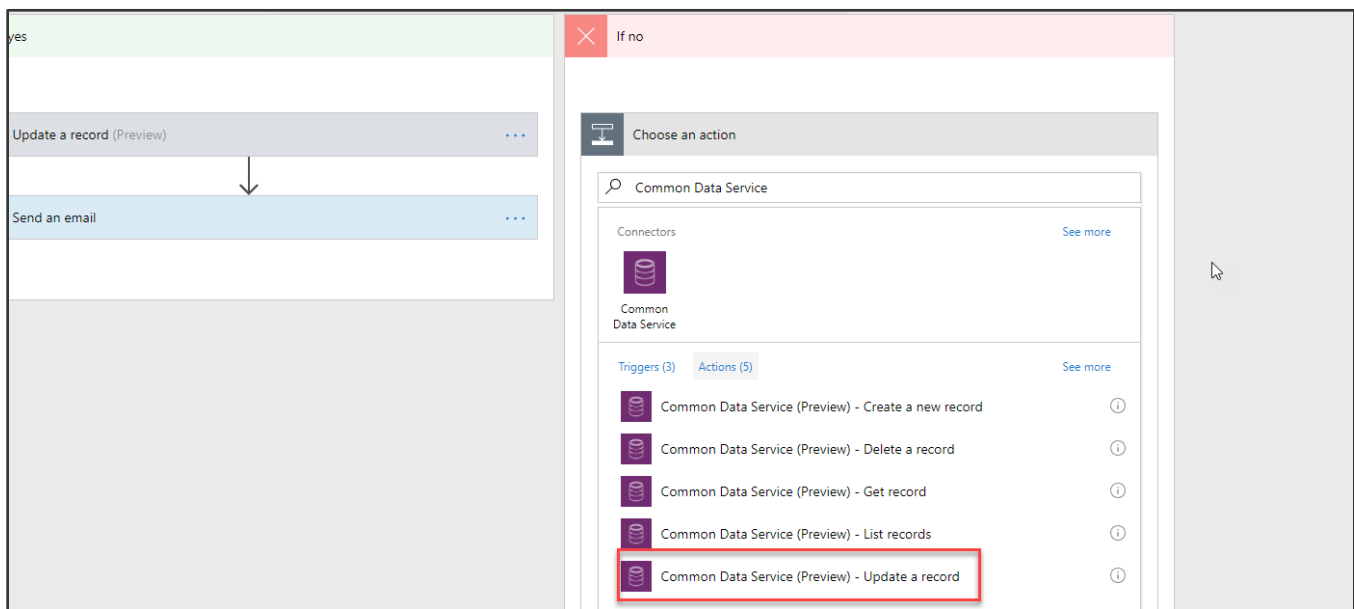 yes
Update a record (Preview)
Send an email
If no
Choose an action
Common Data Service
Connectors
See more
Common
Data Service
Triggers (3) Actions (5) See more
Common Data Service (Preview) - Create a new record
Common Data Service (Preview) - Delete a record
Common Data Service (Preview) - Get record
Common Data Service (Preview) - List records
Common Data Service (Preview) - Update a record